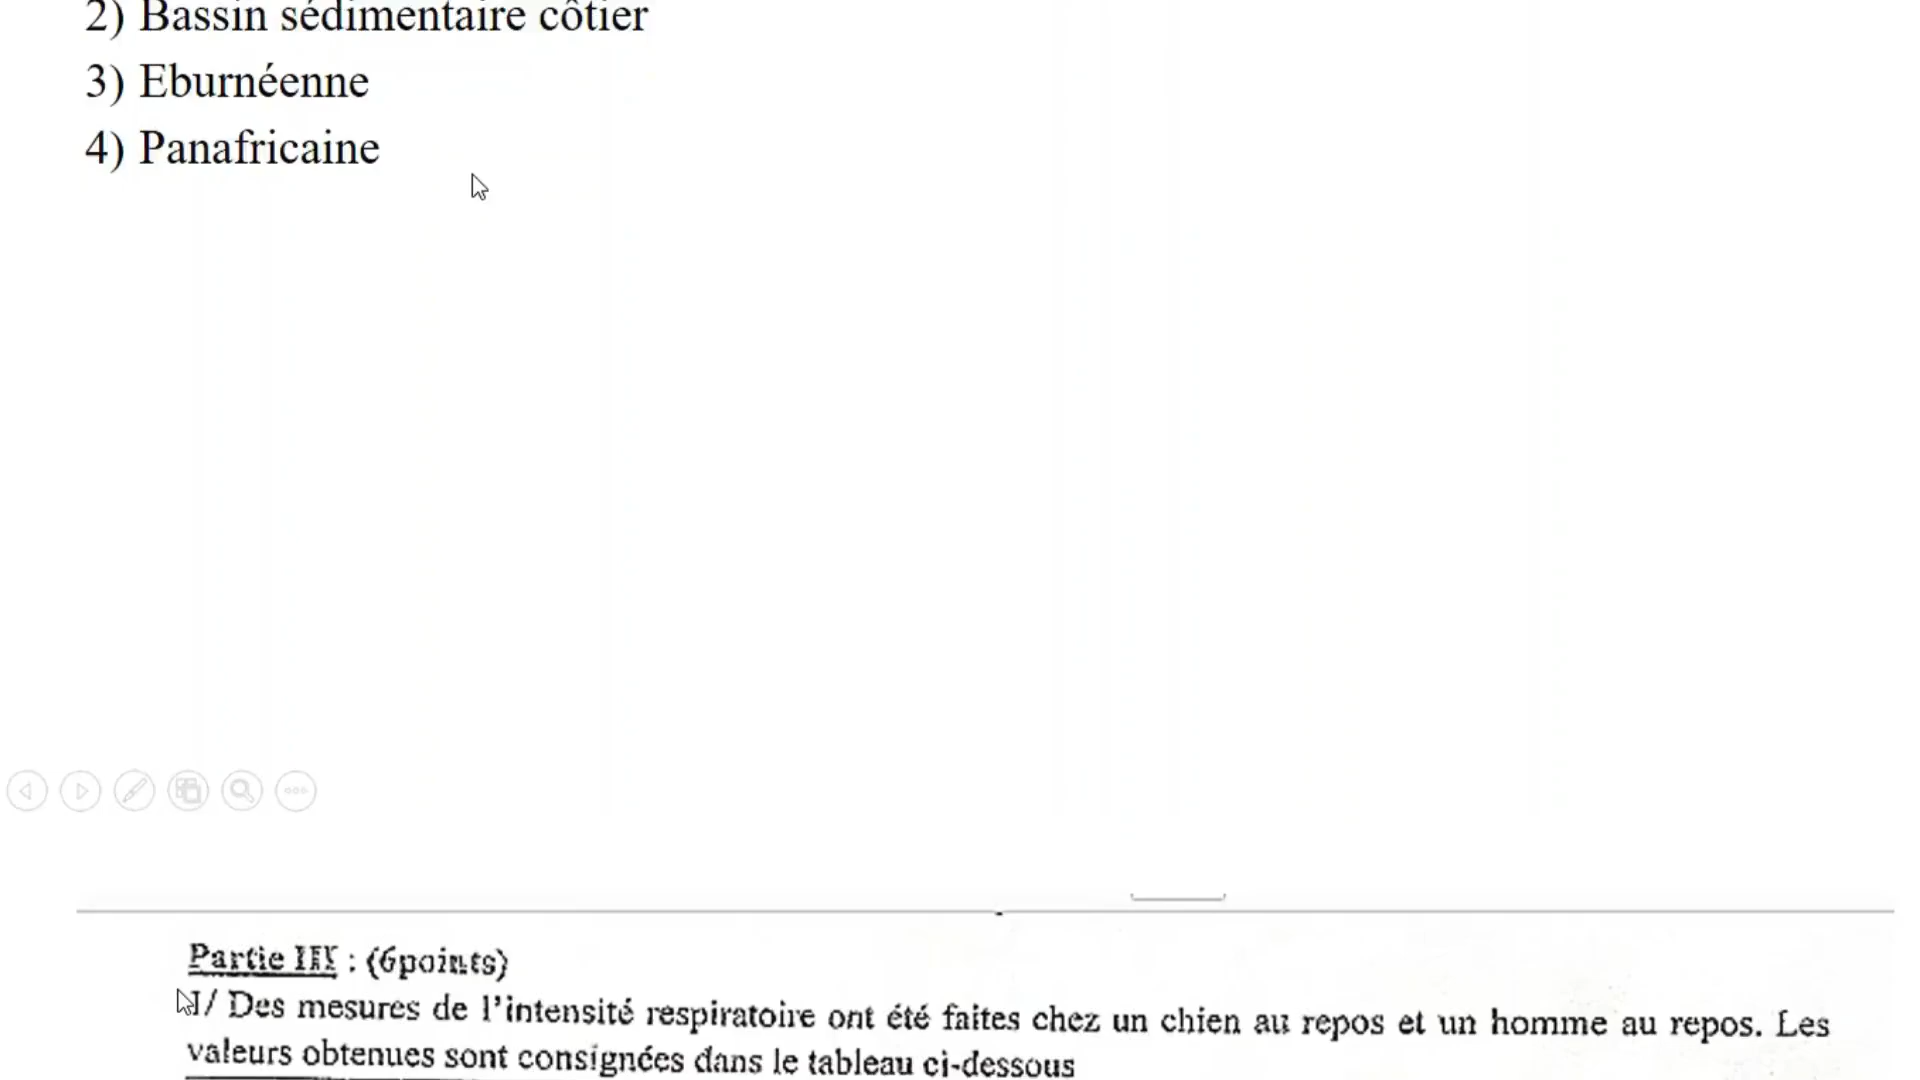 2) Bassin sédimentaire côtier
3) Eburnéenne
4) Panafricaine
Partie III : (6points)
I/ Des mesures de l'intensité respiratoire ont été faites chez un chien au repos et un homme au repos. Les
valeurs obtenues sont consignées dans le tableau ci-dessous